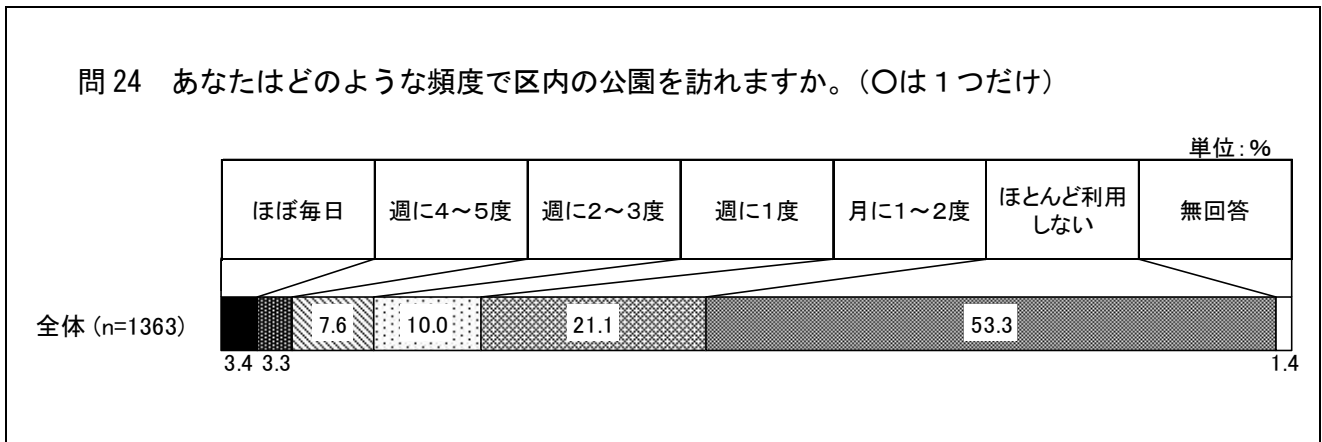 問24 あなたはどのような頻度で区内の公園を訪れますか。（〇は１つだけ）
単位：％
ほぼ毎日
週に４～５度
週に２～３度
週に１度
月に１～２度
ほとんど利用
しない
無回答
全体 (n=1363)
7.6
10.0
21.1
53.3
3.4
3.3
1.4